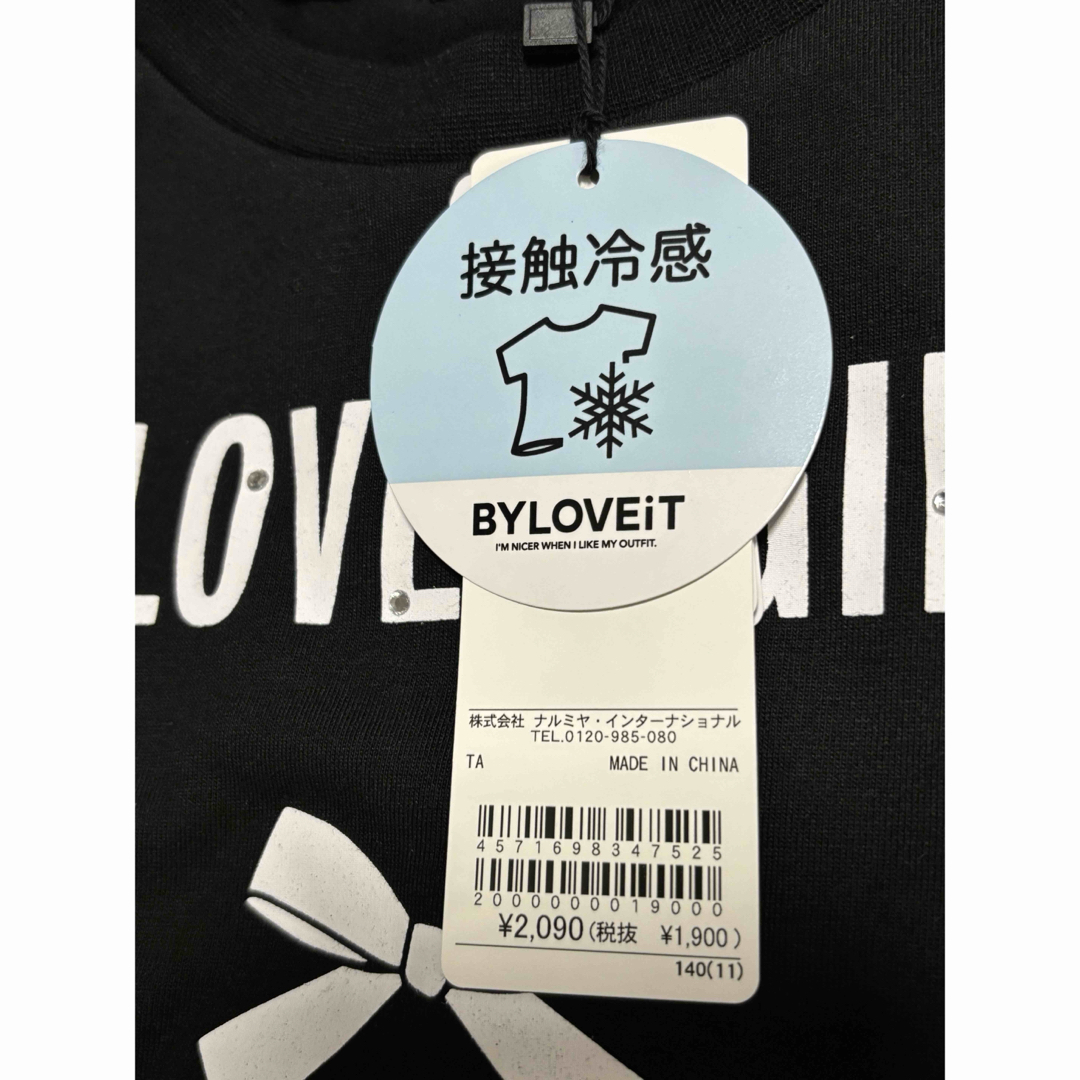 接触冷感
BYLOVEiT
I'M NICER WHEN I LIKE MY OUTFIT.
LOVE GI
株式会社 ナルミヤ・インターナショナル
TEL.0120-985-080
TA MADE IN CHINA
4571698347525
2000000019000
¥2,090(税抜 ¥1,900)
140(11)